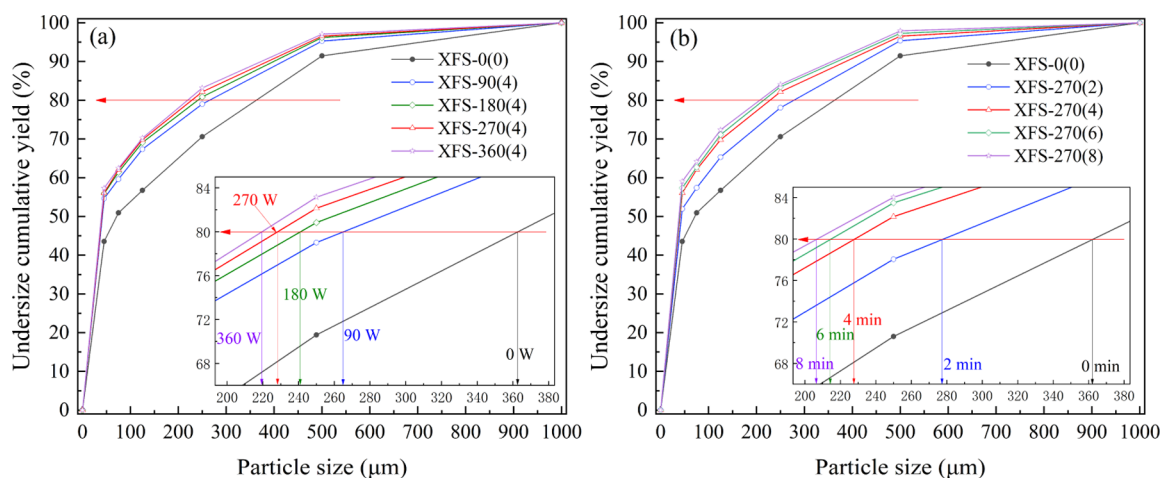 (a)
Undersize cumulative yield (%)
100
90
80
70
60
50
40
30
20
10
0
XFS-0(0)
XFS-90(4)
XFS-180(4)
XFS-270(4)
XFS-360(4)
84
80
76
72
68
270 W
360 W
180 W
90 W
0 W
200 220 240 260 280 300 320 340 360 380
0 100 200 300 400 500 600 700 800 900 1000
Particle size (μm)
(b)
Undersize cumulative yield (%)
100
90
80
70
60
50
40
30
20
10
0
XFS-0(0)
XFS-270(2)
XFS-270(4)
XFS-270(6)
XFS-270(8)
84
80
76
72
68
4 min
6 min
8 min
2 min
0 min
200 220 240 260 280 300 320 340 360 380
0 100 200 300 400 500 600 700 800 900 1000
Particle size (μm)